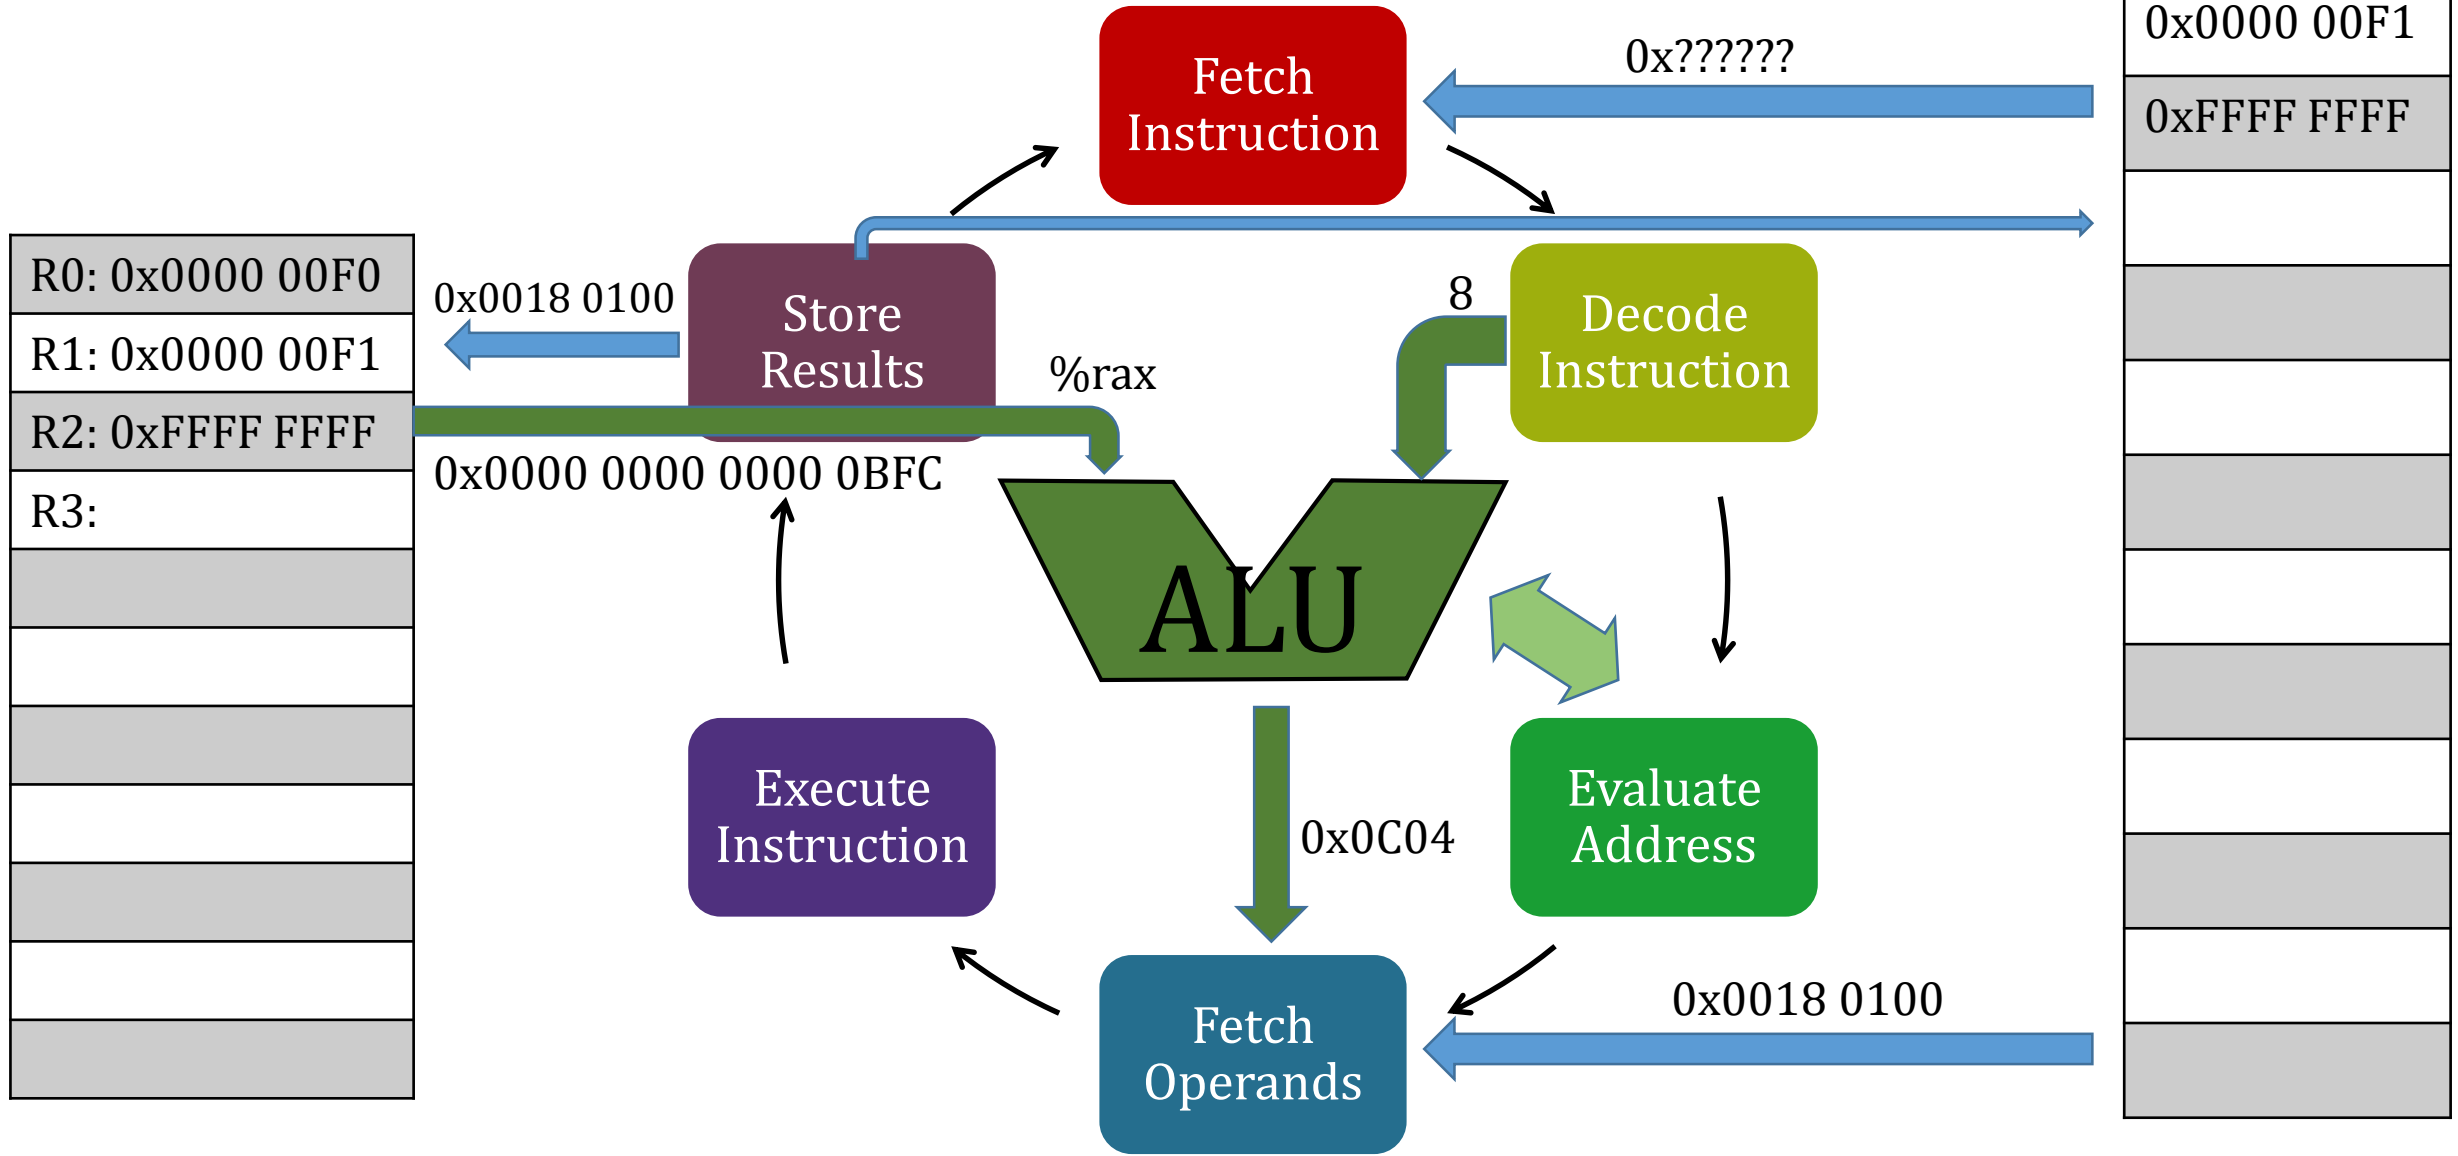 0x0000 00F1
0x??????
Fetch
Instruction
0xFFFF FFFF
R0: 0x0000 00F0
0x0018 0100
Store
Results
8
Decode
Instruction
R1: 0x0000 00F1
%rax
R2: 0xFFFF FFFF
0x0000 0000 0000 0BFC
R3:
ALU
Execute
Instruction
0x0C04
Evaluate
Address
0x0018 0100
Fetch
Operands